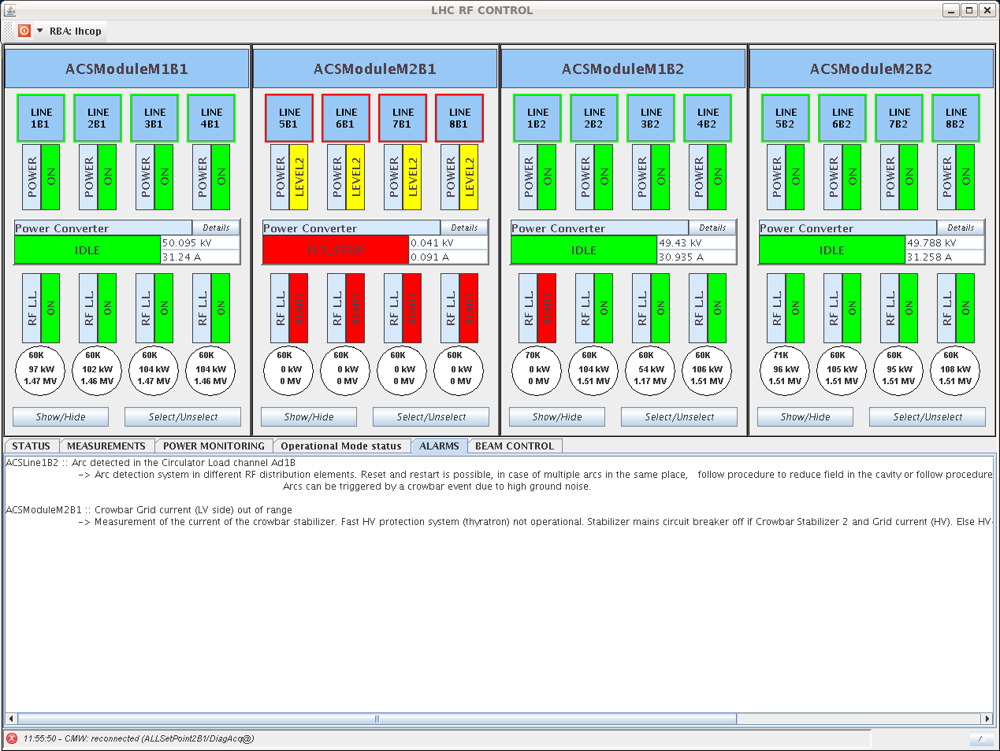 LHC RF CONTROL
RBA: lhcop
ACSModuleM1B1
LINE 1B1
LINE 2B1
LINE 3B1
LINE 4B1
POWER ON
POWER ON
POWER ON
POWER ON
Power Converter Details
IDLE
50.095 kV
31.24 A
RF L.L. ON
RF L.L. ON
RF L.L. ON
RF L.L. ON
60K 97 kW 1.47 MV
60K 102 kW 1.46 MV
60K 104 kW 1.47 MV
60K 104 kW 1.46 MV
Show/Hide Select/Unselect
ACSModuleM2B1
LINE 5B1
LINE 6B1
LINE 7B1
LINE 8B1
POWER LEVEL2
POWER LEVEL2
POWER LEVEL2
POWER LEVEL2
Power Converter Details
STOP
0.041 kV
0.091 A
RF L.L. READY
RF L.L. READY
RF L.L. READY
RF L.L. READY
60K 0 kW 0 MV
60K 0 kW 0 MV
60K 0 kW 0 MV
60K 0 kW 0 MV
Show/Hide Select/Unselect
ACSModuleM1B2
LINE 1B2
LINE 2B2
LINE 3B2
LINE 4B2
POWER ON
POWER ON
POWER ON
POWER ON
Power Converter Details
IDLE
49.43 kV
30.935 A
RF L.L. READY
RF L.L. ON
RF L.L. ON
RF L.L. ON
70K 0 kW 0 MV
60K 104 kW 1.51 MV
60K 54 kW 1.17 MV
60K 106 kW 1.51 MV
Show/Hide Select/Unselect
ACSModuleM2B2
LINE 5B2
LINE 6B2
LINE 7B2
LINE 8B2
POWER ON
POWER ON
POWER ON
POWER ON
Power Converter Details
IDLE
49.788 kV
31.258 A
RF L.L. ON
RF L.L. ON
RF L.L. ON
RF L.L. ON
71K 96 kW 1.51 MV
60K 105 kW 1.51 MV
60K 95 kW 1.51 MV
60K 108 kW 1.51 MV
Show/Hide Select/Unselect
STATUS MEASUREMENTS POWER MONITORING Operational Mode status ALARMS BEAM CONTROL
ACSLine1B2 :: Arc detected in the Circulator Load channel Ad1B
-> Arc detection system in different RF distribution elements. Reset and restart is possible, in case of multiple arcs in the same place, follow procedure to reduce field in the cavity or follow procedure
Arcs can be triggered by a crowbar event due to high ground noise.
ACSModuleM2B1 :: Crowbar Grid current (LV side) out of range
-> Measurement of the current of the crowbar stabilizer. Fast HV protection system (thyratron) not operational. Stabilizer mains circuit breaker off if Crowbar Stabilizer 2 and Grid current (HV). Else HV
11:55:50 - CMW: reconnected (ALLSetPoint2B1/DiagAcq@)